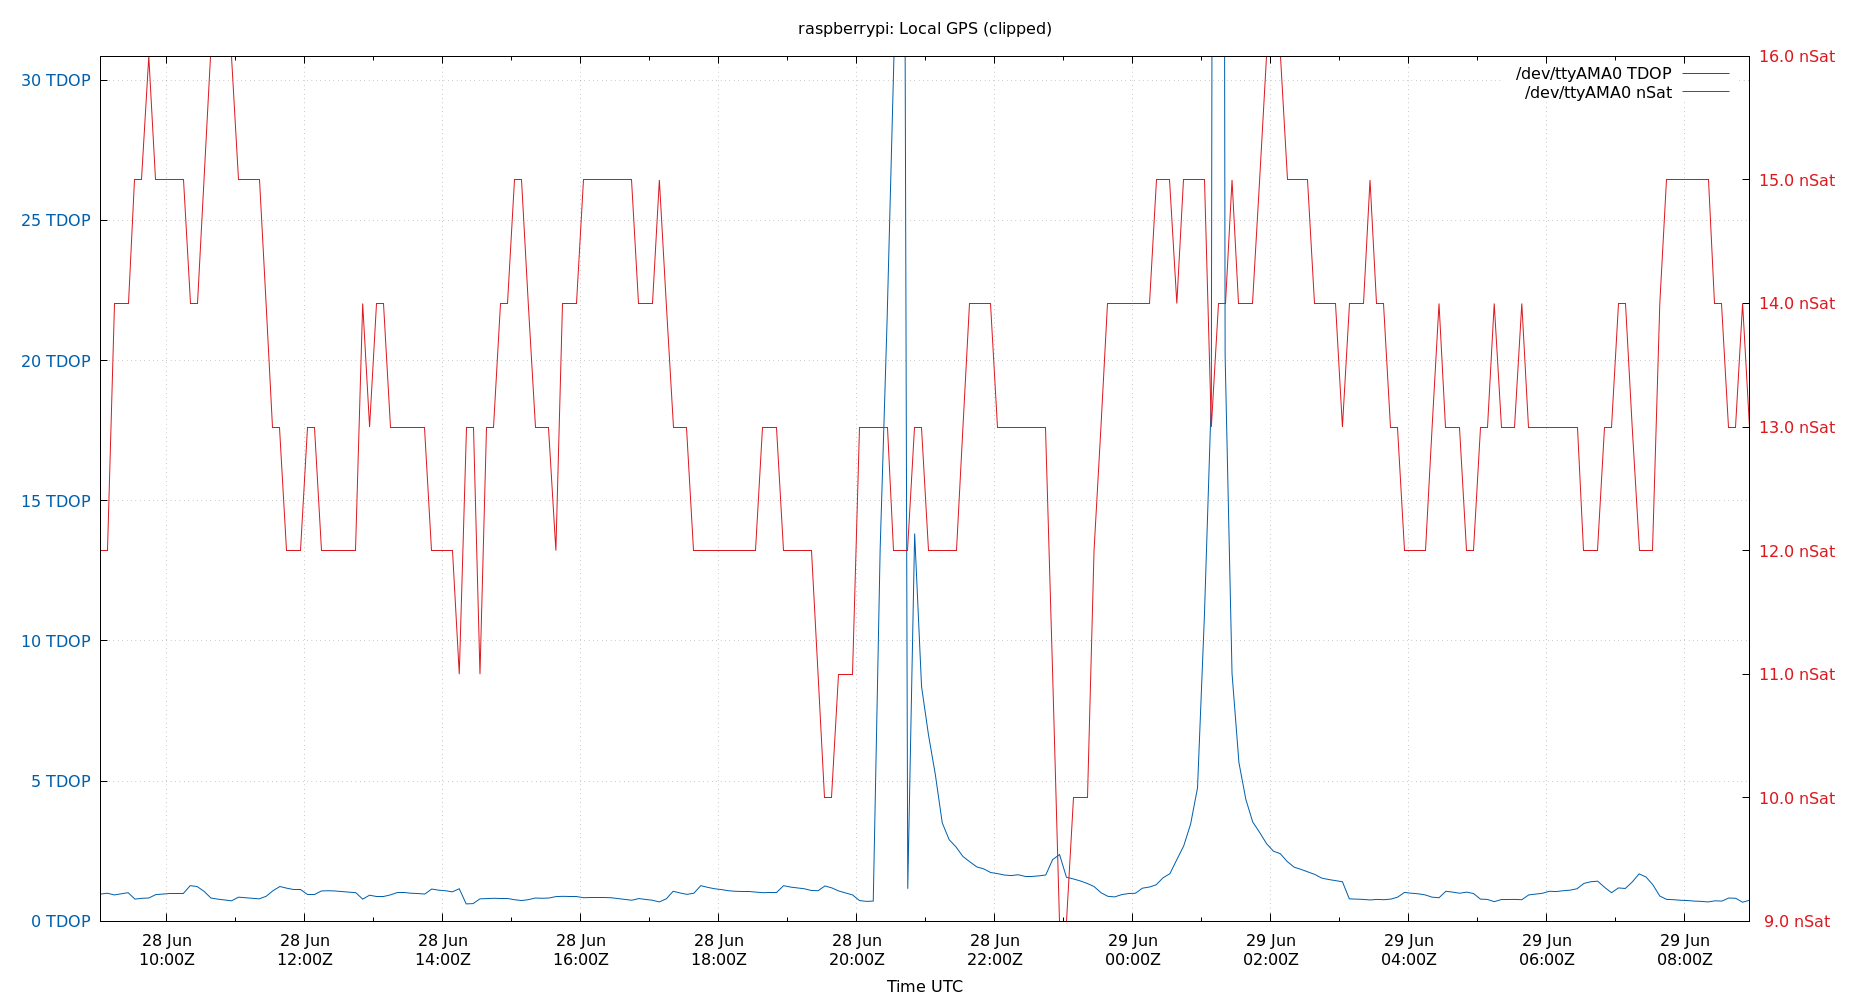 raspberrypi: Local GPS (clipped)
/dev/ttyAMA0 TDOP
/dev/ttyAMA0 nSat
30 TDOP
25 TDOP
20 TDOP
15 TDOP
10 TDOP
5 TDOP
0 TDOP
16.0 nSat
15.0 nSat
14.0 nSat
13.0 nSat
12.0 nSat
11.0 nSat
10.0 nSat
9.0 nSat
28 Jun
10:00Z
28 Jun
12:00Z
28 Jun
14:00Z
28 Jun
16:00Z
28 Jun
18:00Z
28 Jun
20:00Z
28 Jun
22:00Z
29 Jun
00:00Z
29 Jun
02:00Z
29 Jun
04:00Z
29 Jun
06:00Z
29 Jun
08:00Z
Time UTC